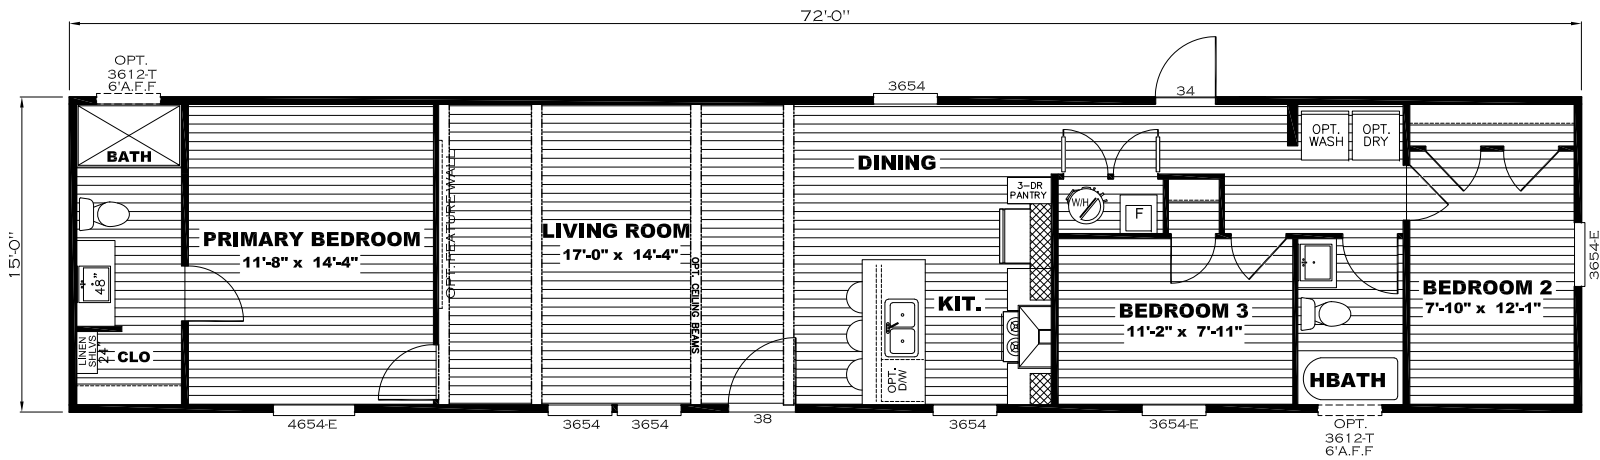 72'-0"
15'-0"
OPT.
3612-T
6'A.F.F
3654
34
BATH
OPT.
WASH
OPT.
DRY
DINING
3-DR
PANTRY
W/H
F
OPT. FEATURE WALL
PRIMARY BEDROOM
11'-8" x 14'-4"
LIVING ROOM
17'-0" x 14'-4"
OPT. CEILING BEAMS
48"
KIT.
BEDROOM 3
11'-2" x 7'-11"
BEDROOM 2
7'-10" x 12'-1"
3654-E
LINEN
SHLVS
24"
CLO
OPT.
D/W
HBATH
4654-E
3654
3654
38
3654
3654-E
OPT.
3612-T
6'A.F.F